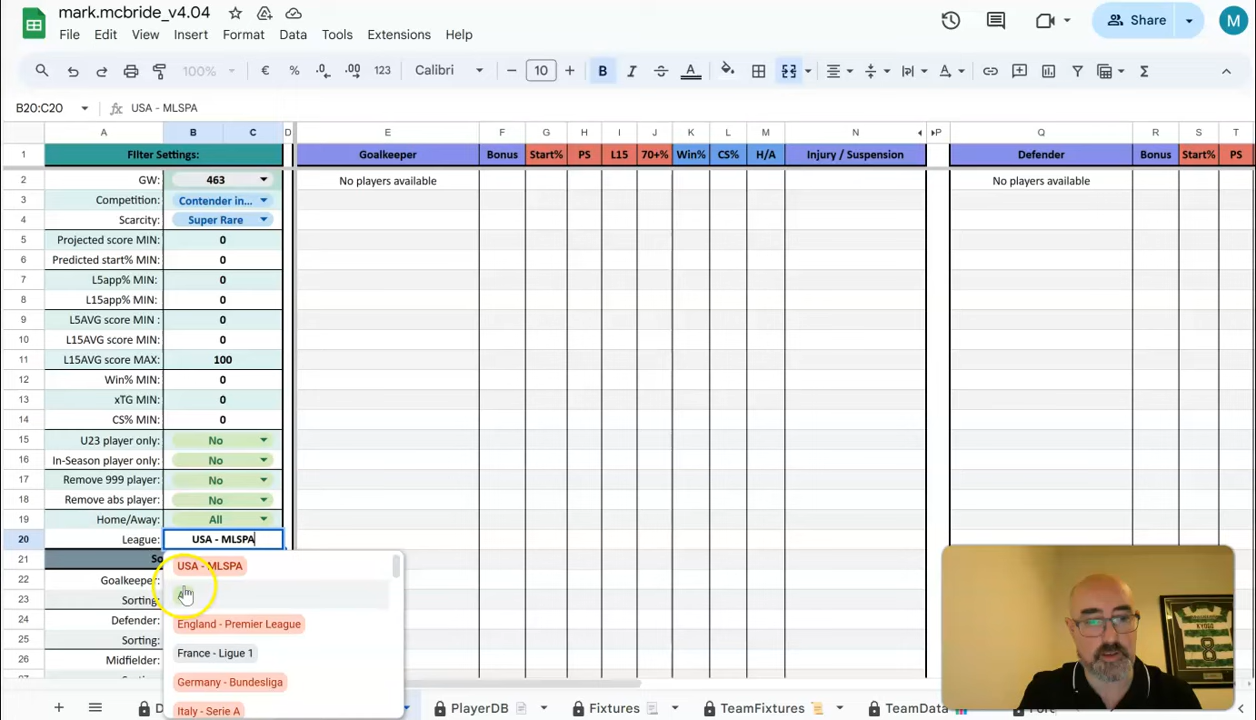 mark.mcbride_v4.04
File Edit View Insert Format Data Tools Extensions Help
Share
M
100% € % .0 .00 123 Calibri 10 B I A A Σ
B20:C20 fx USA - MLSPA
A B C D E F G H I J K L M N P Q R S T
1 Filter Settings: Goalkeeper Bonus Start% PS L15 70+% Win% CS% H/A Injury / Suspension Defender Bonus Start% PS
2 GW: 463 No players available No players available
3 Competition: Contender in...
4 Scarcity: Super Rare
5 Projected score MIN: 0
6 Predicted start% MIN: 0
7 L5app% MIN: 0
8 L15app% MIN: 0
9 L5AVG score MIN : 0
10 L15AVG score MIN: 0
11 L15AVG score MAX: 100
12 Win% MIN: 0
13 xTG MIN: 0
14 CS% MIN: 0
15 U23 player only: No
16 In-Season player only: No
17 Remove 999 player: No
18 Remove abs player: No
19 Home/Away: All
20 League: USA - MLSPA
21 So
USA - MLSPA
22 Goalkeeper:
23 Sorting:
24 Defender: England - Premier League
25 Sorting: France - Ligue 1
26 Midfielder: Germany - Bundesliga
Italy - Serie A
D PlayerDB Fixtures TeamFixtures TeamData
KYOGO
8